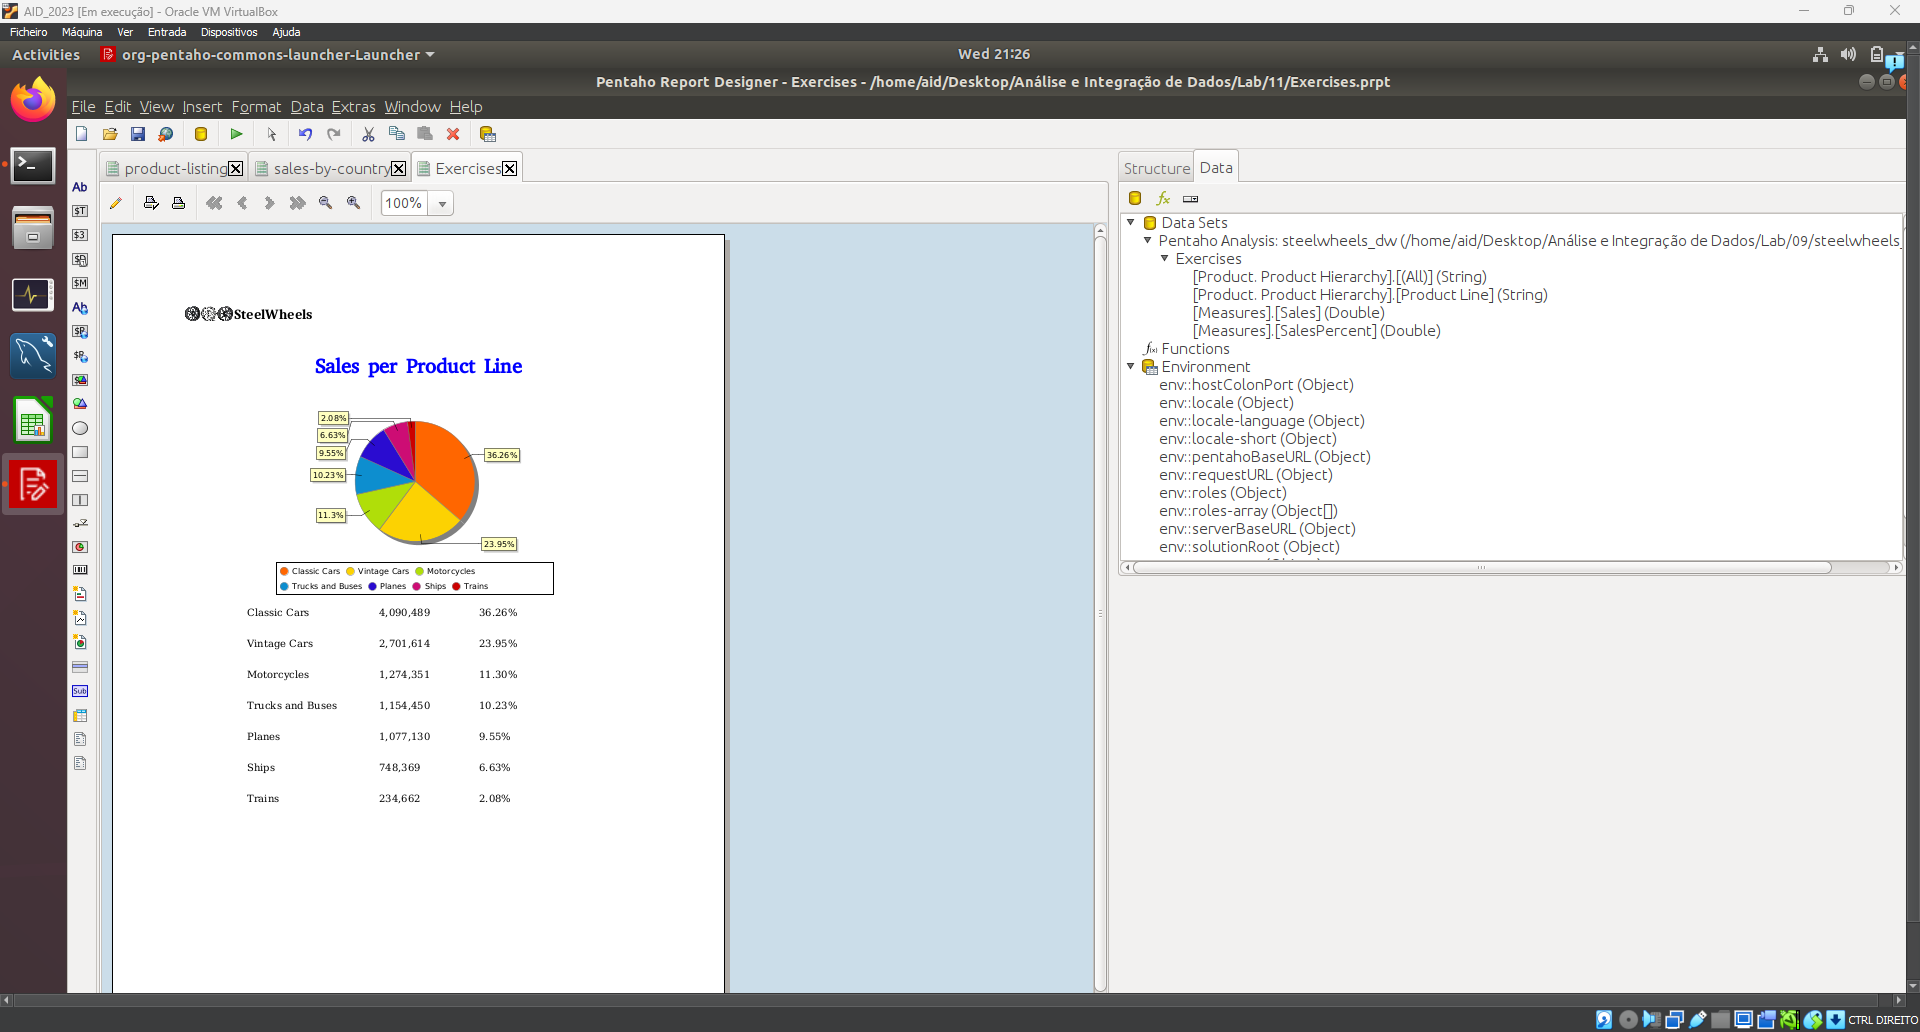 AID_2023 [Em execução] - Oracle VM VirtualBox
Ficheiro Máquina Ver Entrada Dispositivos Ajuda
Activities org-pentaho-commons-launcher-Launcher Wed 21:26
Pentaho Report Designer - Exercises - /home/aid/Desktop/Análise e Integração de Dados/Lab/11/Exercises.prpt
File Edit View Insert Format Data Extras Window Help
product-listing sales-by-country Exercises
100%
SteelWheels
Sales per Product Line
2.08%
6.63%
9.55%
36.26%
10.23%
11.3%
23.95%
Classic Cars Vintage Cars Motorcycles
Trucks and Buses Planes Ships Trains
Classic Cars 4,090,489 36.26%
Vintage Cars 2,701,614 23.95%
Motorcycles 1,274,351 11.30%
Trucks and Buses 1,154,450 10.23%
Planes 1,077,130 9.55%
Ships 748,369 6.63%
Trains 234,662 2.08%
Structure Data
Data Sets
Pentaho Analysis: steelwheels_dw (/home/aid/Desktop/Análise e Integração de Dados/Lab/09/steelwheels_
Exercises
[Product. Product Hierarchy].[(All)] (String)
[Product. Product Hierarchy].[Product Line] (String)
[Measures].[Sales] (Double)
[Measures].[SalesPercent] (Double)
Functions
Environment
env::hostColonPort (Object)
env::locale (Object)
env::locale-language (Object)
env::locale-short (Object)
env::pentahoBaseURL (Object)
env::requestURL (Object)
env::roles (Object)
env::roles-array (Object[])
env::serverBaseURL (Object)
env::solutionRoot (Object)
Ab
Sub
CTRL DIREITO